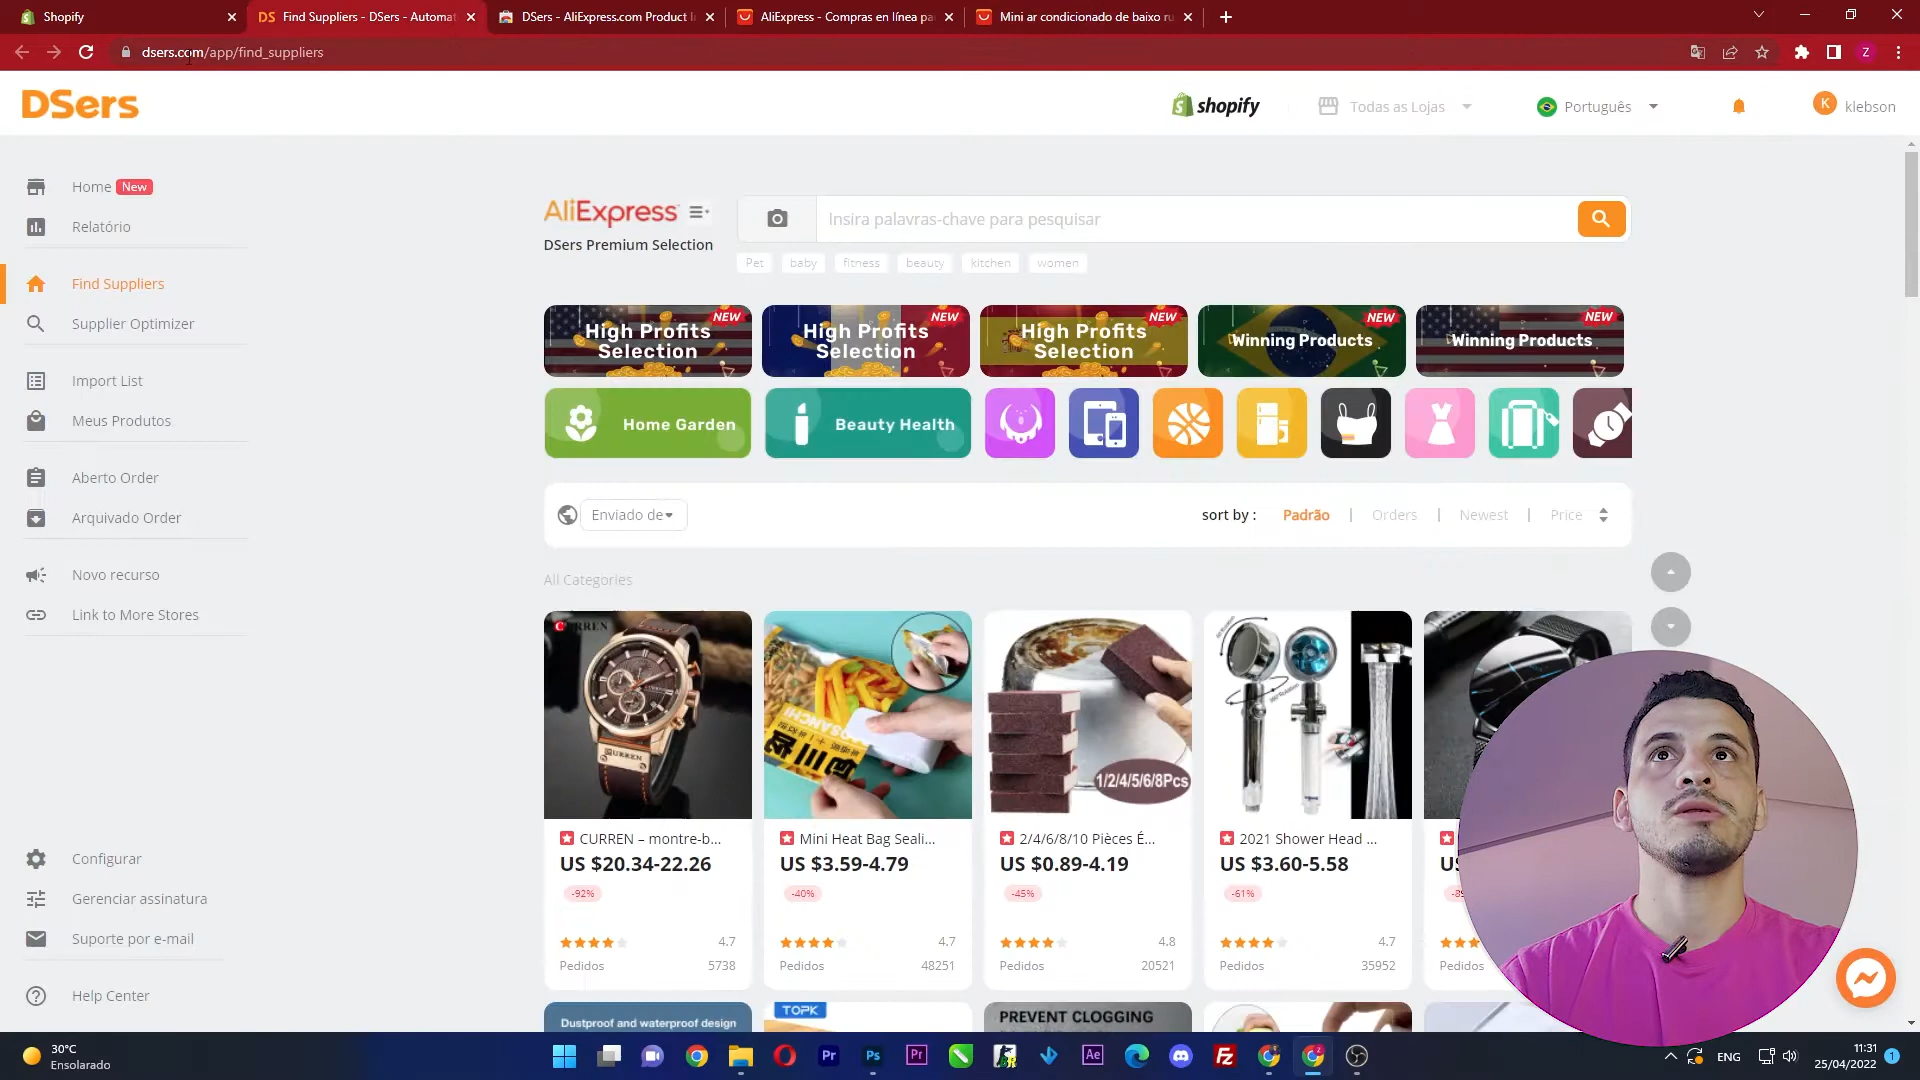 Shopify
DS Find Suppliers - DSers - Automat
DSers - AliExpress.com Product I
AliExpress - Compras en línea pa
Mini ar condicionado de baixo ru
dsers.com/app/find_suppliers
Z
DSers
shopify
Todas as Lojas
Português
K
klebson
Home New
Relatório
Find Suppliers
Supplier Optimizer
Import List
Meus Produtos
Aberto Order
Arquivado Order
Novo recurso
Link to More Stores
Configurar
Gerenciar assinatura
Suporte por e-mail
Help Center
AliExpress
DSers Premium Selection
Insira palavras-chave para pesquisar
Pet baby fitness beauty kitchen women
High Profits Selection NEW
High Profits Selection NEW
High Profits Selection NEW
Winning Products NEW
Winning Products NEW
Home Garden
Beauty Health
Enviado de
sort by : Padrão | Orders | Newest | Price
All Categories
CURREN
1/2/4/5/6/8Pcs
CURREN – montre-b...
US $20.34-22.26
-92%
4.7
Pedidos 5738
Mini Heat Bag Seali...
US $3.59-4.79
-40%
4.7
Pedidos 48251
2/4/6/8/10 Pièces É...
US $0.89-4.19
-45%
4.8
Pedidos 20521
2021 Shower Head ...
US $3.60-5.58
-61%
4.7
Pedidos 35952
Pedidos
Dustproof and waterproof design
TOPK
PREVENT CLOGGING
30°C
Ensolarado
Pr
Ps
Pr
Ae
Fz
ENG
11:31
25/04/2022
1